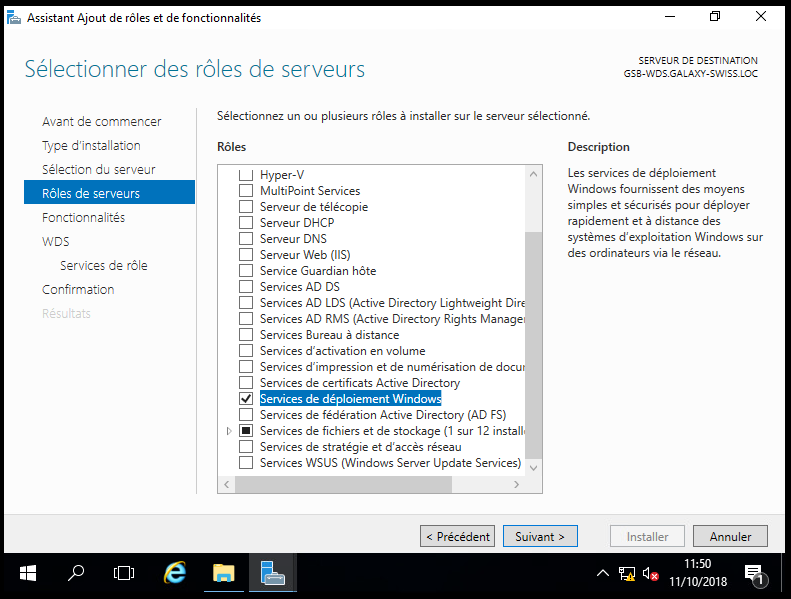 Assistant Ajout de rôles et de fonctionnalités
Sélectionner des rôles de serveurs
SERVEUR DE DESTINATION
GSB-WDS.GALAXY-SWISS.LOC
Avant de commencer
Type d'installation
Sélection du serveur
Rôles de serveurs
Fonctionnalités
WDS
Services de rôle
Confirmation
Résultats
Sélectionnez un ou plusieurs rôles à installer sur le serveur sélectionné.
Rôles
Hyper-V
MultiPoint Services
Serveur de télécopie
Serveur DHCP
Serveur DNS
Serveur Web (IIS)
Service Guardian hôte
Services AD DS
Services AD LDS (Active Directory Lightweight Dire
Services AD RMS (Active Directory Rights Manage
Services Bureau à distance
Services d'activation en volume
Services d'impression et de numérisation de docu
Services de certificats Active Directory
Services de déploiement Windows
Services de fédération Active Directory (AD FS)
Services de fichiers et de stockage (1 sur 12 install
Services de stratégie et d'accès réseau
Services WSUS (Windows Server Update Services)
Description
Les services de déploiement
Windows fournissent des moyens
simples et sécurisés pour déployer
rapidement et à distance des
systèmes d'exploitation Windows sur
des ordinateurs via le réseau.
< Précédent
Suivant >
Installer
Annuler
11:50
11/10/2018
1